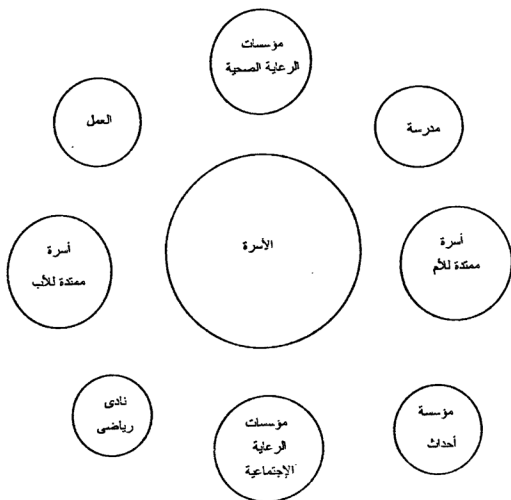 مؤسسات
الرعاية الصحية
مدرسة
العمل
الأسرة
أسرة
ممتدة للأم
أسرة
ممتدة للأب
مؤسسة
أحداث
مؤسسات
الرعاية
الإجتماعية
نادى
رياضى